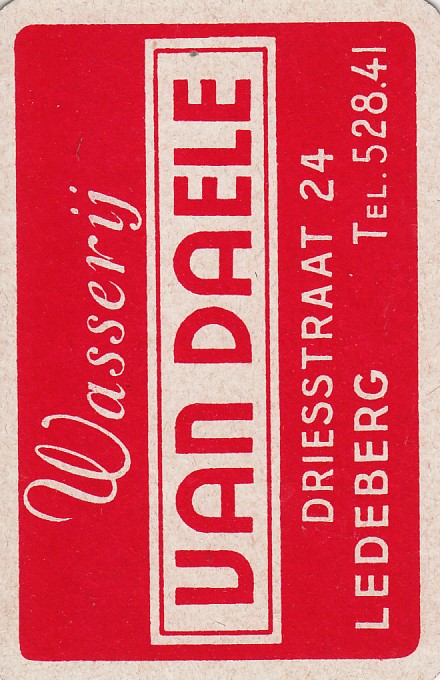 Wasserij
VAN DAELE
DRIESSTRAAT 24
LEDEBERG TEL. 528.41